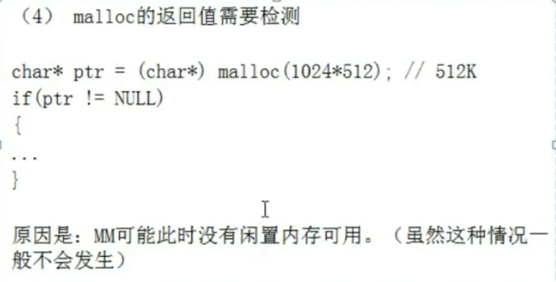 （4） malloc的返回值需要检测
char* ptr = (char*) malloc(1024*512); // 512K
if(ptr != NULL)
{
...
}
原因是：MM可能此时没有闲置内存可用。（虽然这种情况一
般不会发生）